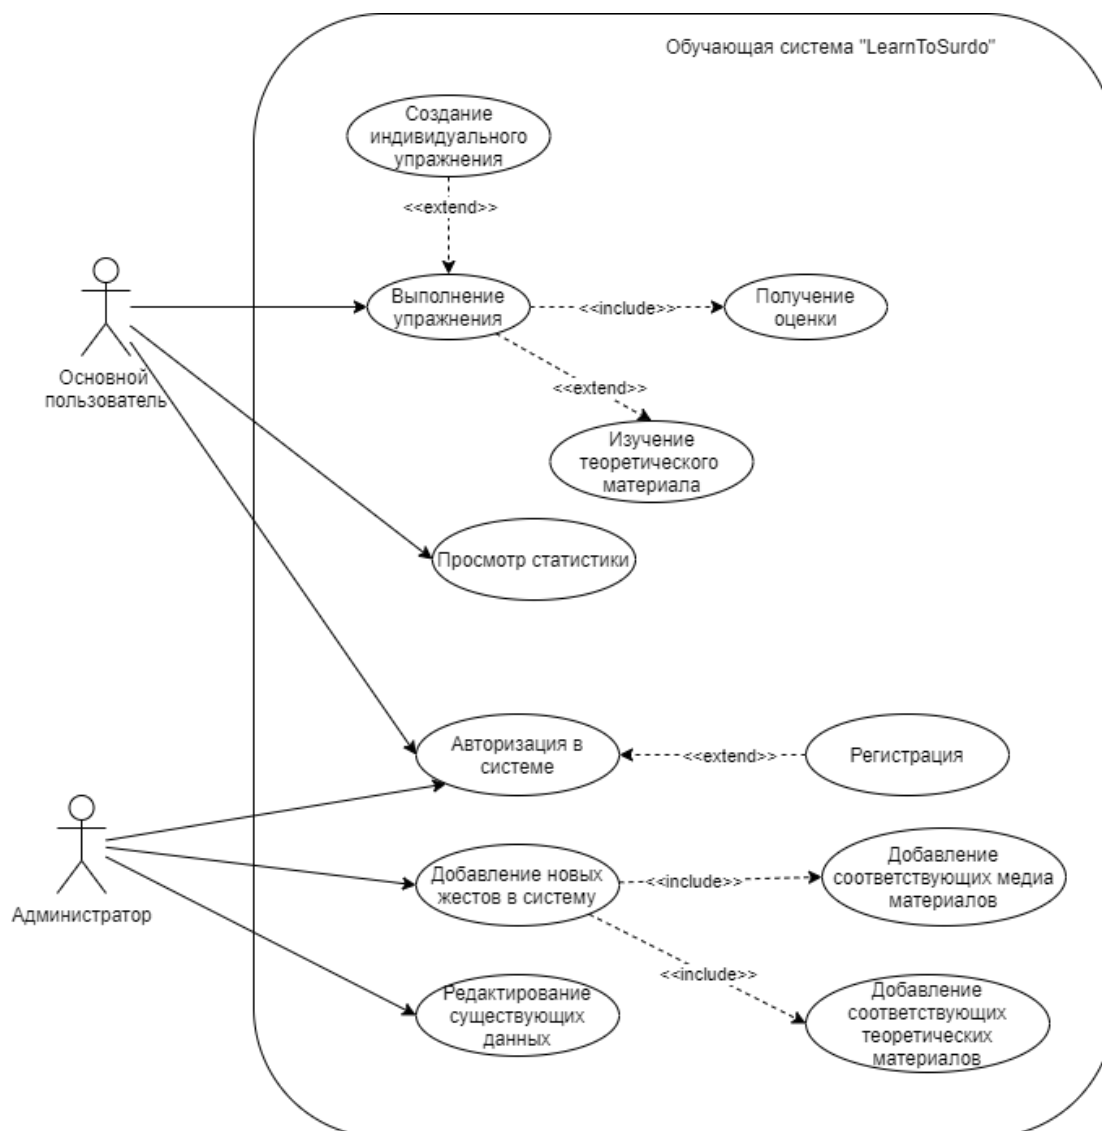 Обучающая система "LearnToSurdo"
Создание
индивидуального
упражнения
<<extend>>
Выполнение
упражнения
<<include>>
Получение
оценки
Основной
пользователь
<<extend>>
Изучение
теоретического
материала
Просмотр статистики
Авторизация в
системе
<<extend>>
Регистрация
Администратор
Добавление новых
жестов в систему
<<include>>
Добавление
соответствующих медиа
материалов
<<include>>
Редактирование
существующих
данных
Добавление
соответствующих
теоретических
материалов